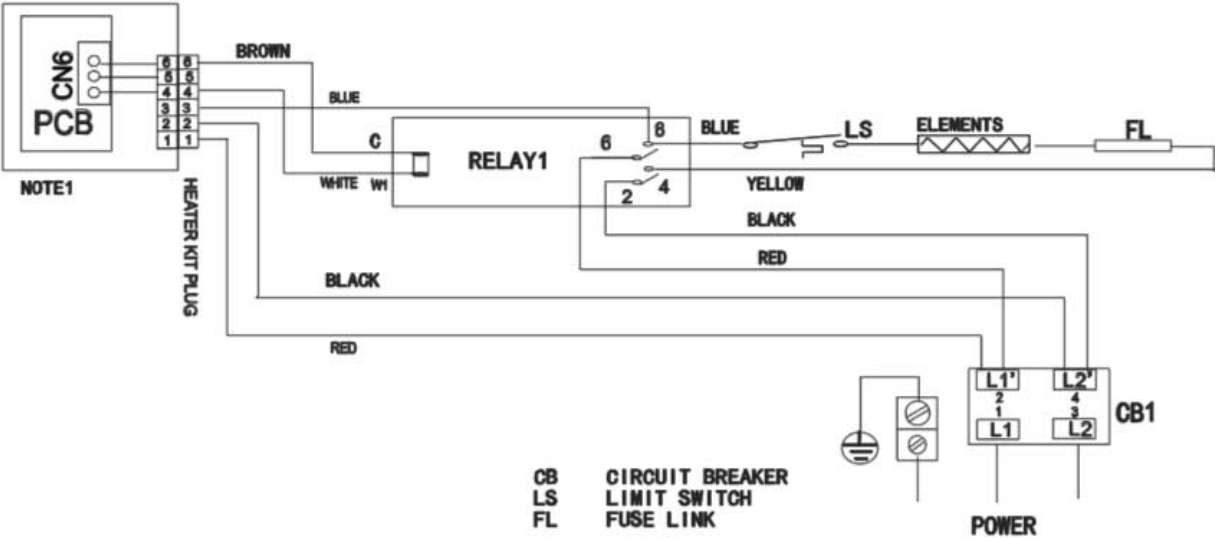 CN6
PCB
6 6
5 5
4 4
3 3
2 2
1 1
NOTE1
HEATER KIT PLUG
BROWN
BLUE
C
WHITE W1
RELAY1
6
8
4
2
BLUE
LS
ELEMENTS
FL
YELLOW
BLACK
RED
BLACK
RED
L1' L2'
2 4
1 3
L1 L2
CB1
POWER
CB CIRCUIT BREAKER
LS LIMIT SWITCH
FL FUSE LINK